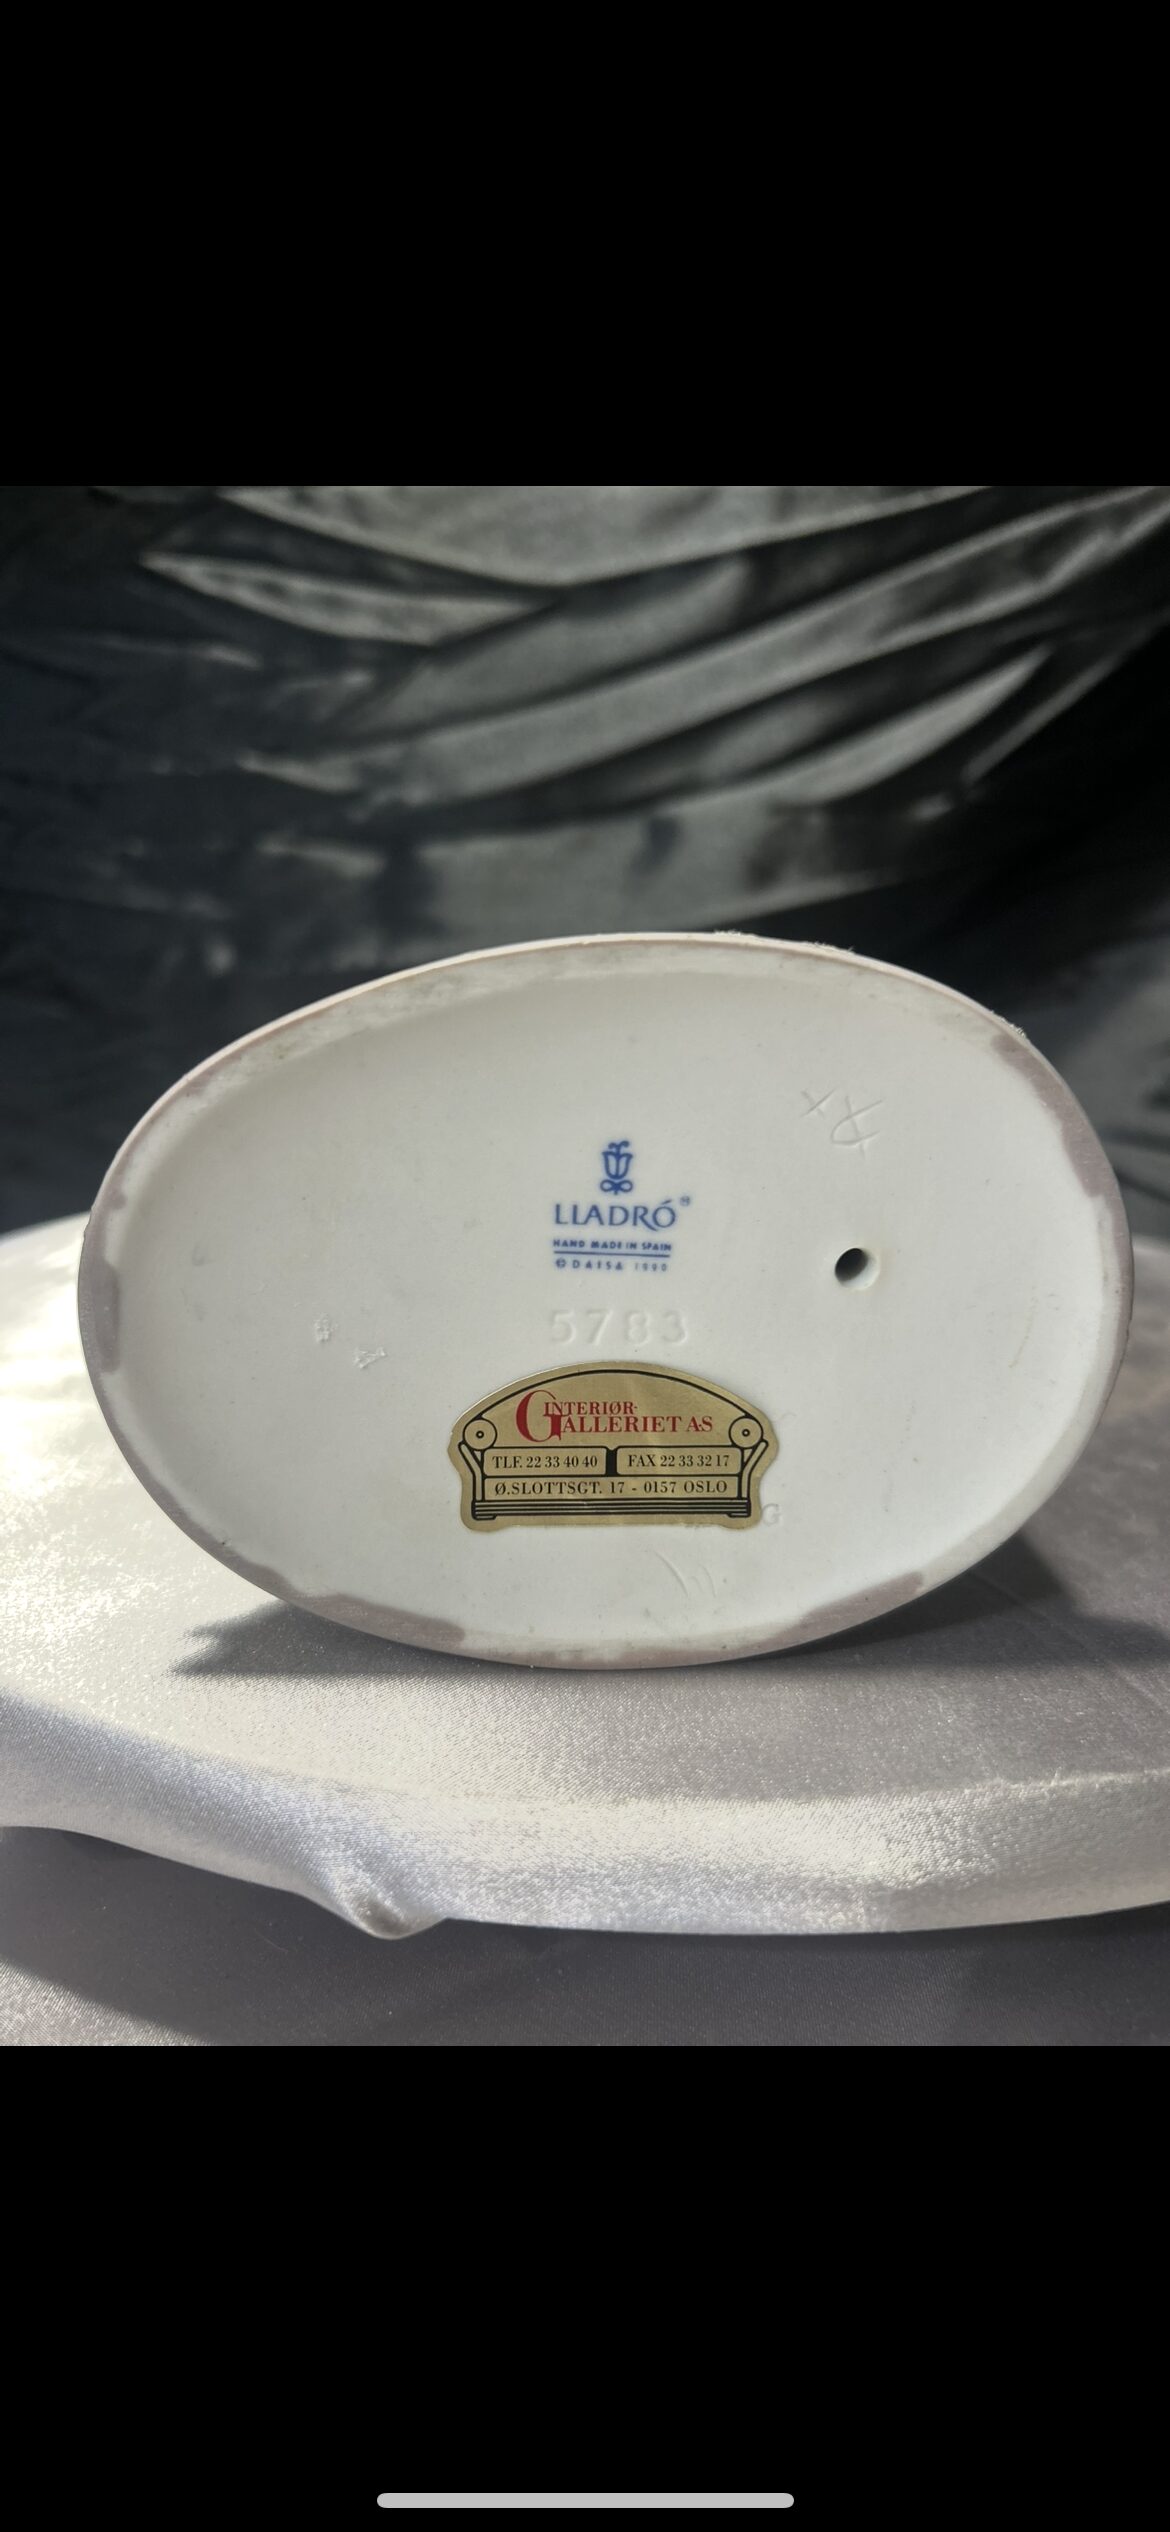 LLADRÓ®
HAND MADE IN SPAIN
© DAISA 1990
5783
INTERIØR-
GALLERIET A·S
TLF. 22 33 40 40 FAX 22 33 32 17
Ø.SLOTTSGT. 17 - 0157 OSLO
G